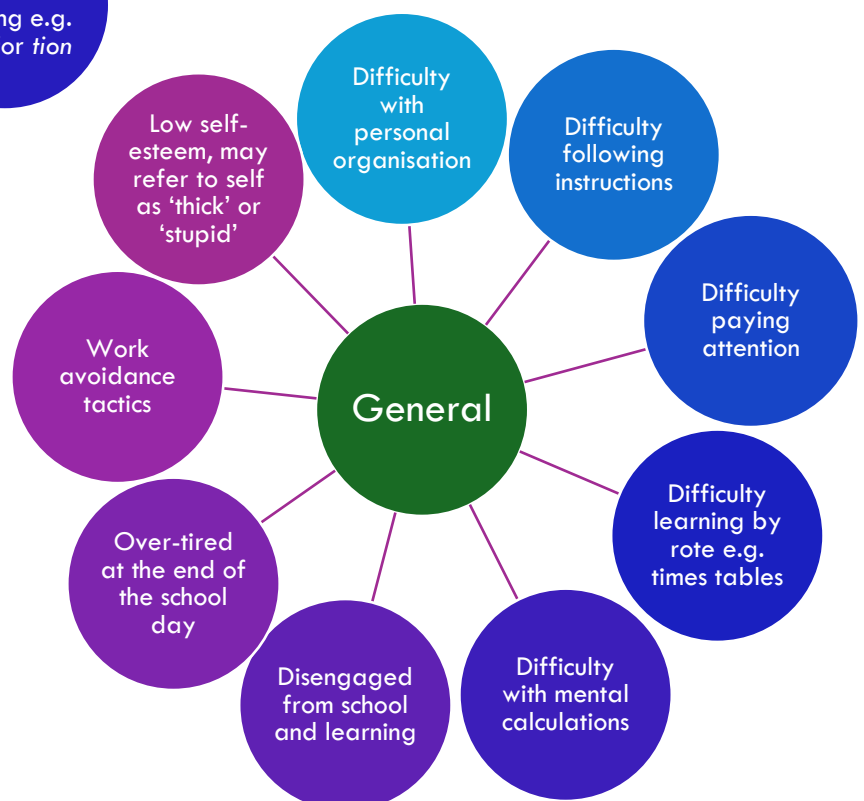 ng e.g.
or tion
Difficulty
with
personal
organisation
Difficulty
following
instructions
Difficulty
paying
attention
Difficulty
learning by
rote e.g.
times tables
Difficulty
with mental
calculations
Disengaged
from school
and learning
Over-tired
at the end of
the school
day
Work
avoidance
tactics
Low self-
esteem, may
refer to self
as ‘thick’ or
‘stupid’
General